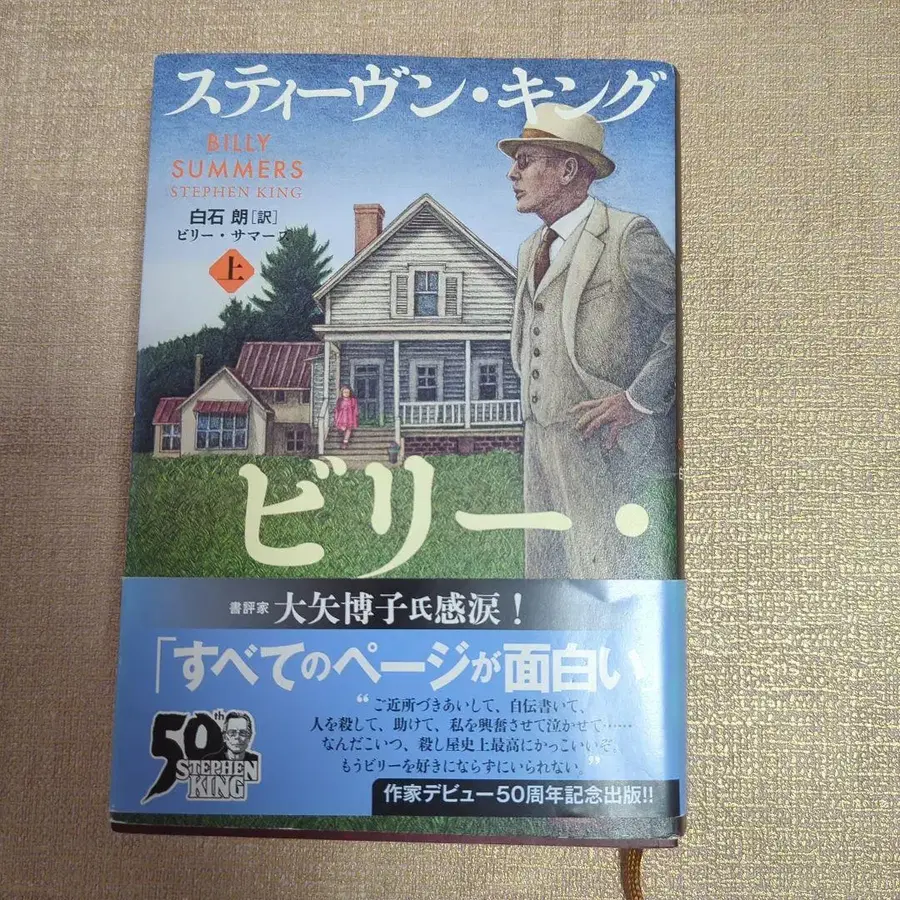 スティーヴン・キング
BILLY
SUMMERS
STEPHEN KING
白石 朗[訳]
ビリー・サマーズ
上
ビリー・
書評家 大矢博子氏感涙！
「すべてのページが面白い」
“ご近所づきあいして、自伝書いて、
人を殺して、助けて、私を興奮させて泣かせて……
なんだこいつ、殺し屋史上最高にかっこいいぞ、
もうビリーを好きにならずにいられない。”
50th
STEPHEN
KING
作家デビュー50周年記念出版!!